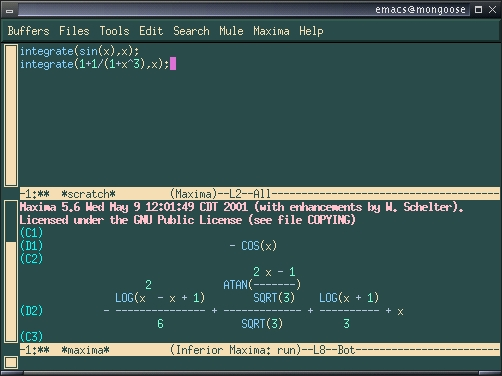 emacs@mongoose
Buffers Files Tools Edit Search Mule Maxima Help
integrate(sin(x),x);
integrate(1+1/(1+x^3),x);
-1:** *scratch* (Maxima)--L2--All--------------------------------------
Maxima 5.6 Wed May 9 12:01:49 CDT 2001 (with enhancements by W. Schelter).
Licensed under the GNU Public License (see file COPYING)
(C1)
(D1) - COS(x)
(C2)
2 x - 1
2 ATAN(-------)
LOG(x - x + 1) SQRT(3) LOG(x + 1)
(D2) - --------------- + ------------- + ---------- + x
6 SQRT(3) 3
(C3)
-1:** *maxima* (Inferior Maxima: run)--L8--Bot-------------------------